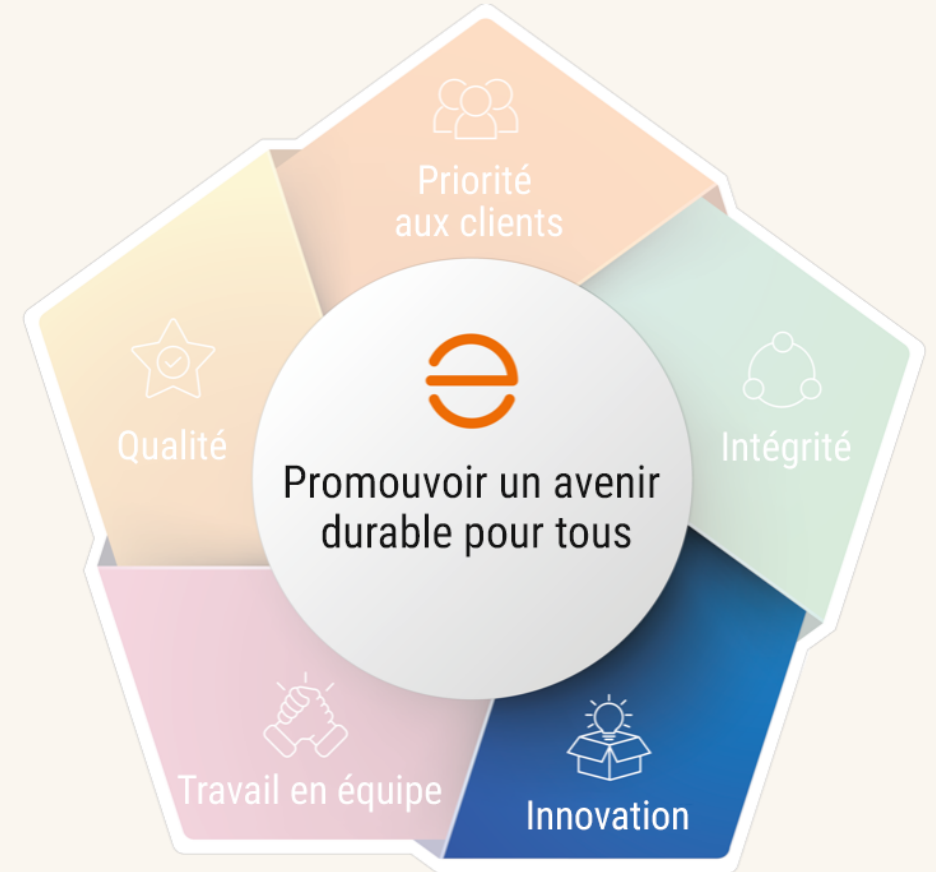 Priorité
aux clients
Qualité
Intégrité
Promouvoir un avenir
durable pour tous
Travail en équipe
Innovation